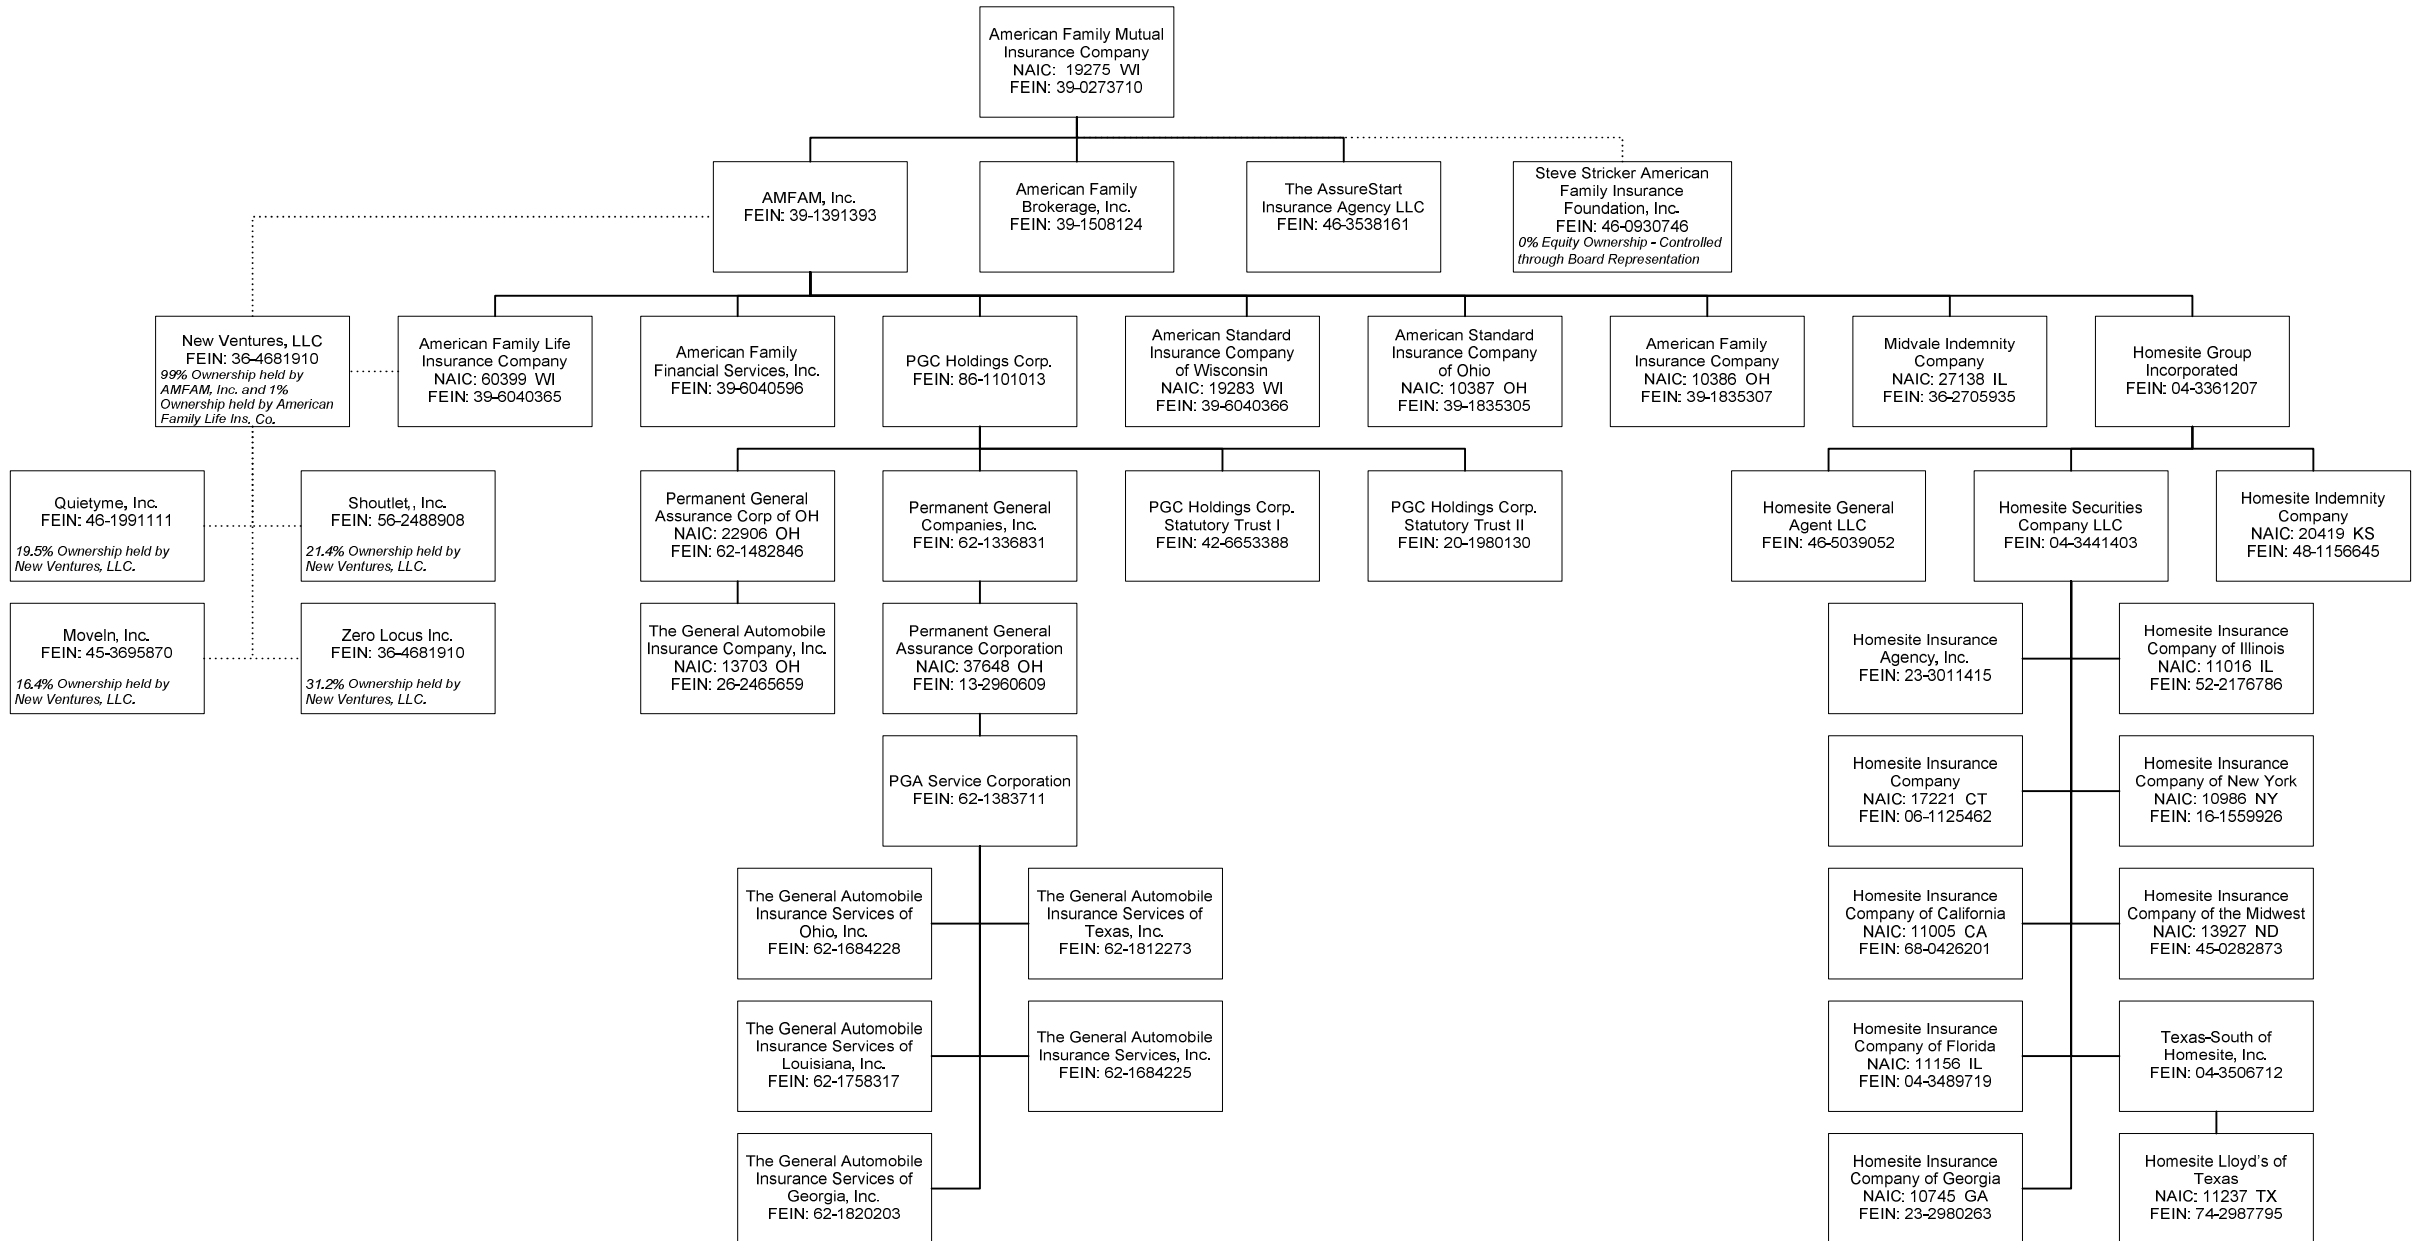 American Family Mutual
Insurance Company
NAIC: 19275 WI
FEIN: 39-0273710
AMFAM, Inc.
FEIN: 39-1391393
American Family
Brokerage, Inc.
FEIN: 39-1508124
The AssureStart
Insurance Agency LLC
FEIN: 46-3538161
Steve Stricker American
Family Insurance
Foundation, Inc.
FEIN: 46-0930746
0% Equity Ownership - Controlled
through Board Representation
New Ventures, LLC
FEIN: 36-4681910
99% Ownership held by
AMFAM, Inc. and 1%
Ownership held by American
Family Life Ins. Co.
American Family Life
Insurance Company
NAIC: 60399 WI
FEIN: 39-6040365
American Family
Financial Services, Inc.
FEIN: 39-6040596
PGC Holdings Corp.
FEIN: 86-1101013
American Standard
Insurance Company
of Wisconsin
NAIC: 19283 WI
FEIN: 39-6040366
American Standard
Insurance Company
of Ohio
NAIC: 10387 OH
FEIN: 39-1835305
American Family
Insurance Company
NAIC: 10386 OH
FEIN: 39-1835307
Midvale Indemnity
Company
NAIC: 27138 IL
FEIN: 36-2705935
Homesite Group
Incorporated
FEIN: 04-3361207
Quietyme, Inc.
FEIN: 46-1991111
19.5% Ownership held by
New Ventures, LLC.
Shoutlet,, Inc.
FEIN: 56-2488908
21.4% Ownership held by
New Ventures, LLC.
Permanent General
Assurance Corp of OH
NAIC: 22906 OH
FEIN: 62-1482846
Permanent General
Companies, Inc.
FEIN: 62-1336831
PGC Holdings Corp.
Statutory Trust I
FEIN: 42-6653388
PGC Holdings Corp.
Statutory Trust II
FEIN: 20-1980130
Homesite General
Agent LLC
FEIN: 46-5039052
Homesite Securities
Company LLC
FEIN: 04-3441403
Homesite Indemnity
Company
NAIC: 20419 KS
FEIN: 48-1156645
MoveIn, Inc.
FEIN: 45-3695870
16.4% Ownership held by
New Ventures, LLC.
Zero Locus Inc.
FEIN: 36-4681910
31.2% Ownership held by
New Ventures, LLC.
The General Automobile
Insurance Company, Inc.
NAIC: 13703 OH
FEIN: 26-2465659
Permanent General
Assurance Corporation
NAIC: 37648 OH
FEIN: 13-2960609
Homesite Insurance
Agency, Inc.
FEIN: 23-3011415
Homesite Insurance
Company of Illinois
NAIC: 11016 IL
FEIN: 52-2176786
PGA Service Corporation
FEIN: 62-1383711
Homesite Insurance
Company
NAIC: 17221 CT
FEIN: 06-1125462
Homesite Insurance
Company of New York
NAIC: 10986 NY
FEIN: 16-1559926
The General Automobile
Insurance Services of
Ohio, Inc.
FEIN: 62-1684228
The General Automobile
Insurance Services of
Texas, Inc.
FEIN: 62-1812273
Homesite Insurance
Company of California
NAIC: 11005 CA
FEIN: 68-0426201
Homesite Insurance
Company of the Midwest
NAIC: 13927 ND
FEIN: 45-0282873
The General Automobile
Insurance Services of
Louisiana, Inc.
FEIN: 62-1758317
The General Automobile
Insurance Services, Inc.
FEIN: 62-1684225
Homesite Insurance
Company of Florida
NAIC: 11156 IL
FEIN: 04-3489719
Texas-South of
Homesite, Inc.
FEIN: 04-3506712
The General Automobile
Insurance Services of
Georgia, Inc.
FEIN: 62-1820203
Homesite Insurance
Company of Georgia
NAIC: 10745 GA
FEIN: 23-2980263
Homesite Lloyd's of
Texas
NAIC: 11237 TX
FEIN: 74-2987795